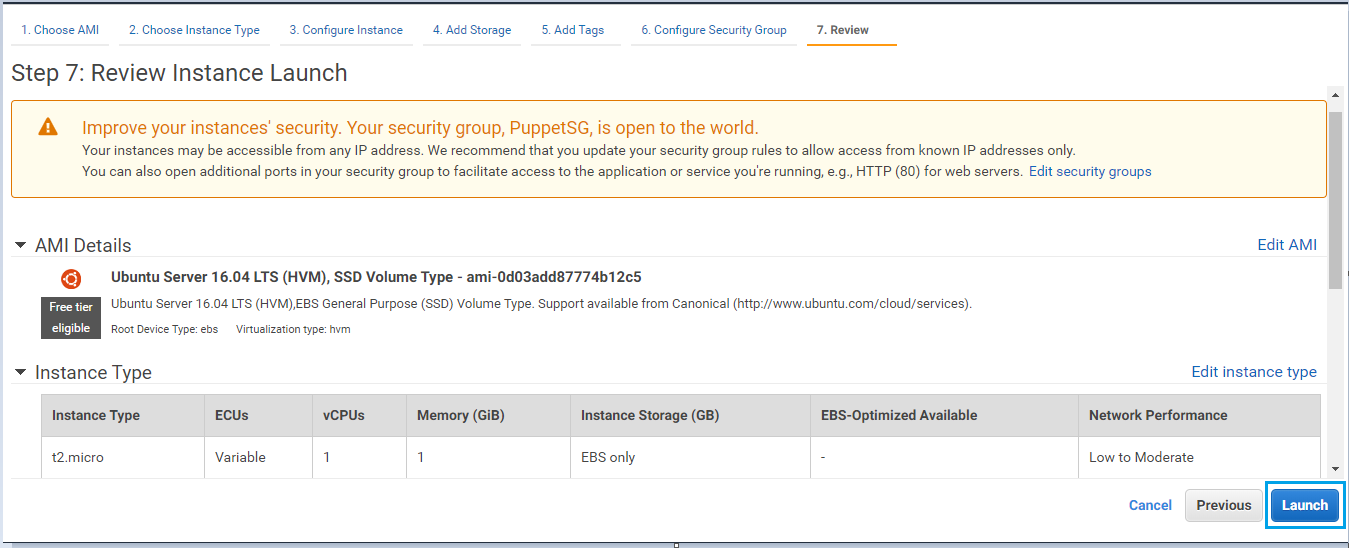 1. Choose AMI 2. Choose Instance Type 3. Configure Instance 4. Add Storage 5. Add Tags 6. Configure Security Group 7. Review
Step 7: Review Instance Launch
Improve your instances' security. Your security group, PuppetSG, is open to the world.
Your instances may be accessible from any IP address. We recommend that you update your security group rules to allow access from known IP addresses only.
You can also open additional ports in your security group to facilitate access to the application or service you're running, e.g., HTTP (80) for web servers. Edit security groups
AMI Details Edit AMI
Ubuntu Server 16.04 LTS (HVM), SSD Volume Type - ami-0d03add87774b12c5
Free tier eligible
Ubuntu Server 16.04 LTS (HVM),EBS General Purpose (SSD) Volume Type. Support available from Canonical (http://www.ubuntu.com/cloud/services).
Root Device Type: ebs Virtualization type: hvm
Instance Type Edit instance type
Instance Type ECUs vCPUs Memory (GiB) Instance Storage (GB) EBS-Optimized Available Network Performance
t2.micro Variable 1 1 EBS only - Low to Moderate
Cancel Previous Launch